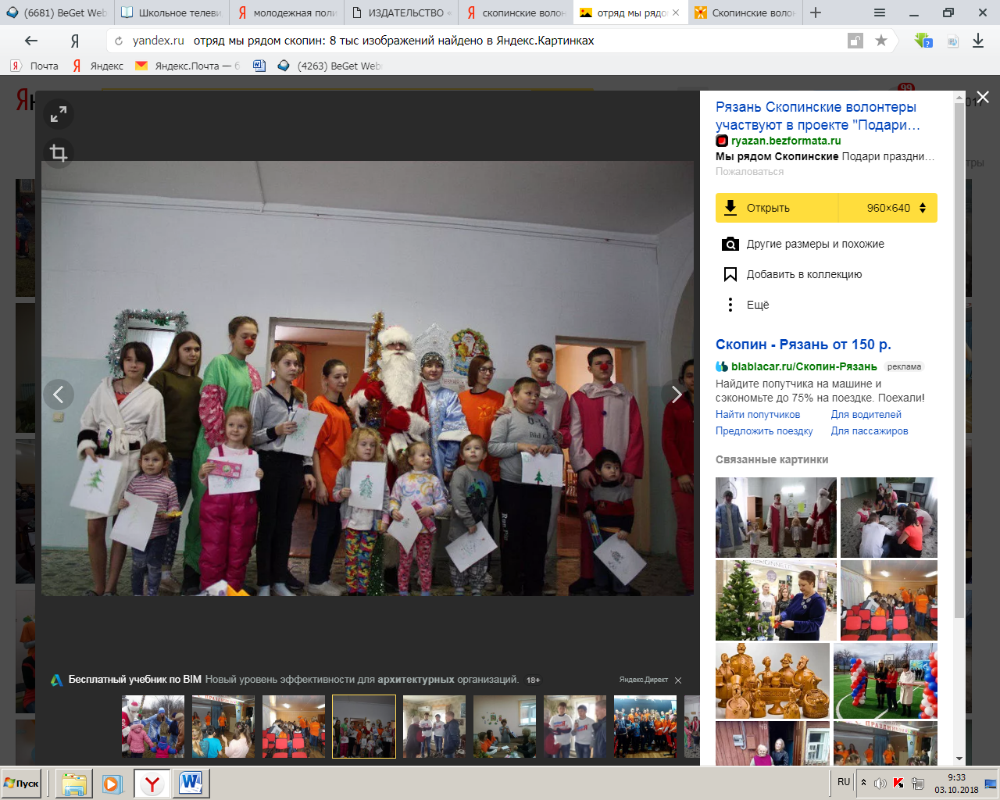 (6681) BeGet Web
Школьное телеви
молодежная поли
ИЗДАТЕЛЬСТВО «
скопинские волон
отряд мы рядом
Скопинские волон
Я
yandex.ru
отряд мы рядом скопин: 8 тыс изображений найдено в Яндекс.Картинках
Почта
Яндекс
Яндекс.Почта — б
(4263) BeGet Web
99
Рязань Скопинские волонтеры
участвуют в проекте "Подари…
ryazan.bezformata.ru
Мы рядом Скопинские Подари праздни…
Пожаловаться
Открыть
960×640
Другие размеры и похожие
Добавить в коллекцию
Ещё
Скопин - Рязань от 150 р.
blablacar.ru/Скопин-Рязань
реклама
Найдите попутчика на машине и
сэкономьте до 75% на поездке. Поехали!
Найти попутчиков
Для водителей
Предложить поездку
Для пассажиров
Связанные картинки
Бесплатный учебник по BIM Новый уровень эффективности для архитектурных организаций. 18+
Яндекс.Директ
Пуск
RU
9:33
03.10.2018